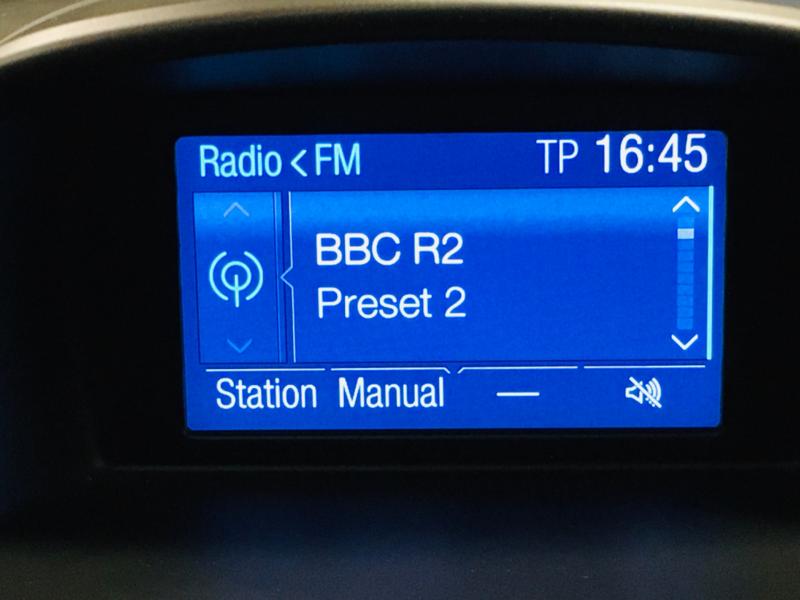 Radio < FM TP 16:45
BBC R2
Preset 2
Station Manual —